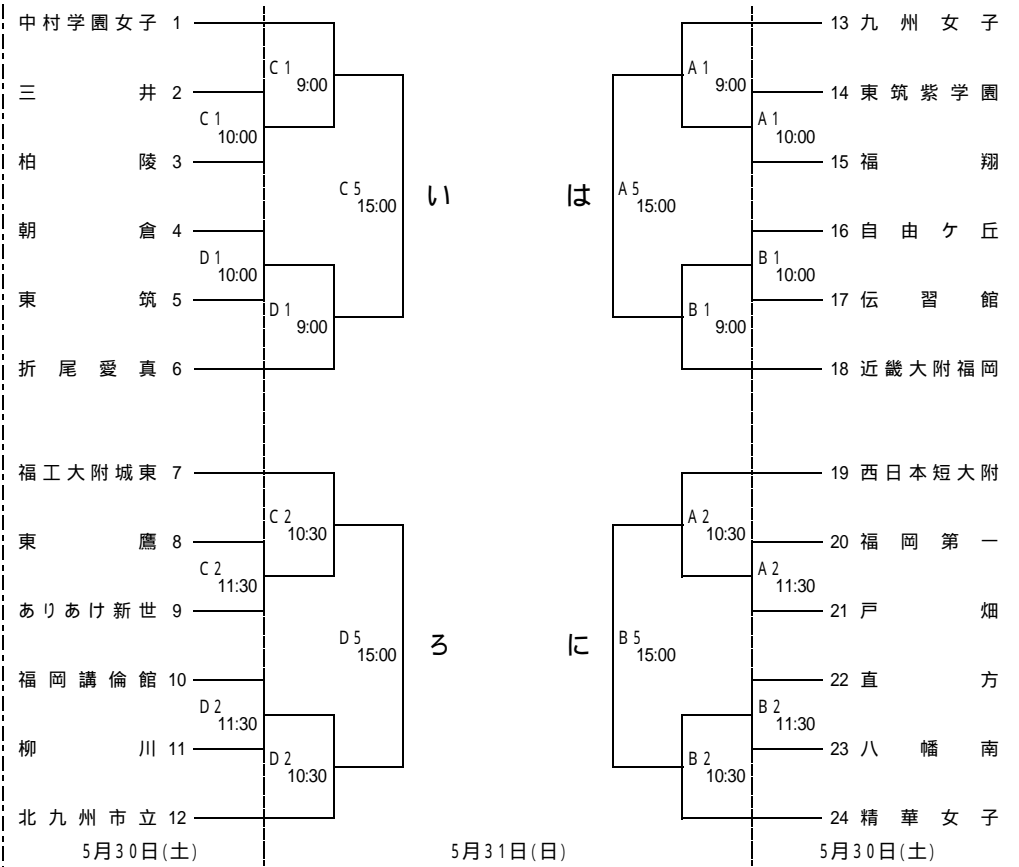 中村学園女子 1
C1
9:00
三井 2
C1
10:00
柏陵 3
C5
15:00
い
朝倉 4
D1
10:00
東筑 5
D1
9:00
折尾愛真 6
福工大附城東 7
C2
10:30
東鷹 8
C2
11:30
ありあけ新世 9
D5
15:00
ろ
福岡講倫館 10
D2
11:30
柳川 11
D2
10:30
北九州市立 12
5月30日(土)
13 九州女子
A1
9:00
14 東筑紫学園
A1
10:00
15 福翔
は
A5
15:00
16 自由ケ丘
B1
10:00
17 伝習館
B1
9:00
18 近畿大附福岡
19 西日本短大附
A2
10:30
20 福岡第一
A2
11:30
21 戸畑
に
B5
15:00
22 直方
B2
11:30
23 八幡南
B2
10:30
24 精華女子
5月31日(日)
5月30日(土)